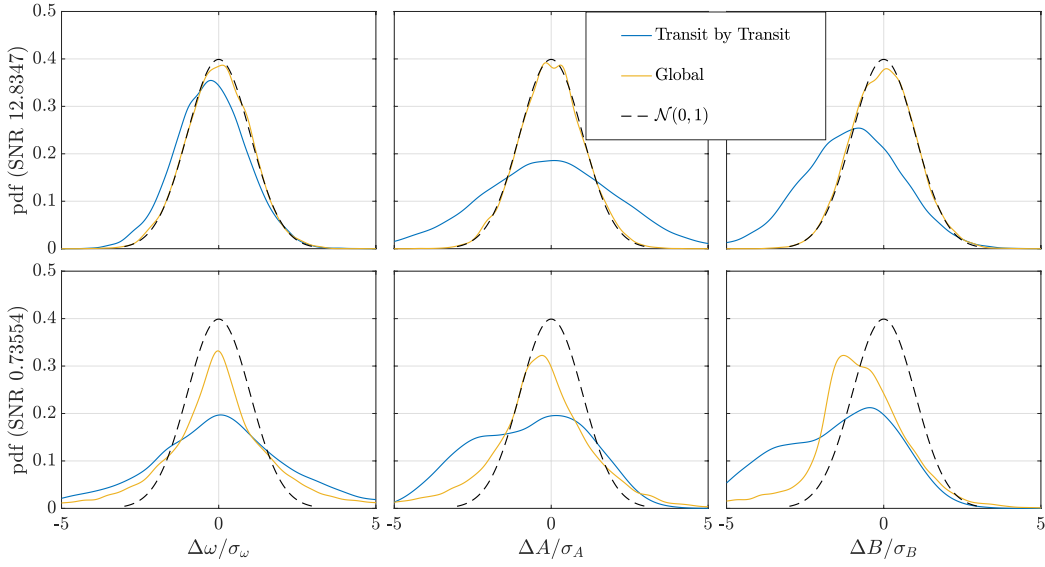 0.5
0.4
0.3
0.2
0.1
0
pdf (SNR 12.8347)
Transit by Transit
Global
𝒩(0, 1)
0.5
0.4
0.3
0.2
0.1
0
pdf (SNR 0.73554)
-5 0 5
-5 0 5
-5 0 5
Δω/σ_ω
ΔA/σ_A
ΔB/σ_B